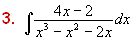 3. ∫ (4x − 2)/(x³ − x² − 2x) dx